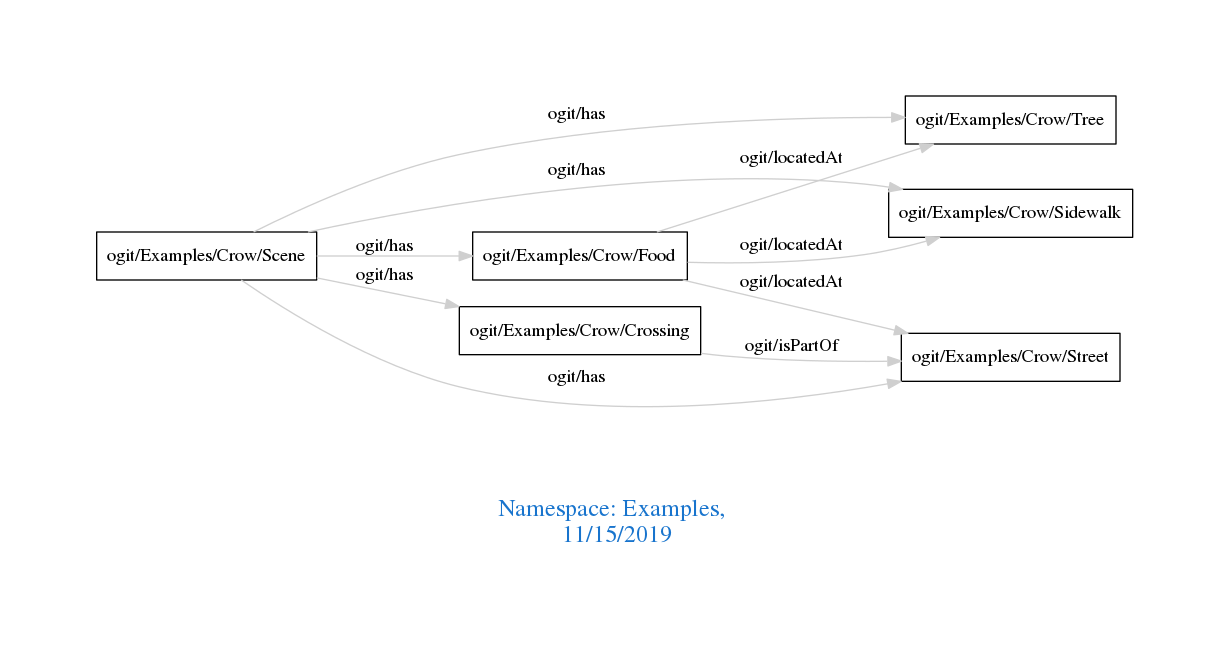 ogit/has
ogit/Examples/Crow/Tree
ogit/locatedAt
ogit/has
ogit/Examples/Crow/Sidewalk
ogit/Examples/Crow/Scene
ogit/has
ogit/Examples/Crow/Food
ogit/locatedAt
ogit/has
ogit/locatedAt
ogit/Examples/Crow/Crossing
ogit/isPartOf
ogit/Examples/Crow/Street
ogit/has
Namespace: Examples,
11/15/2019